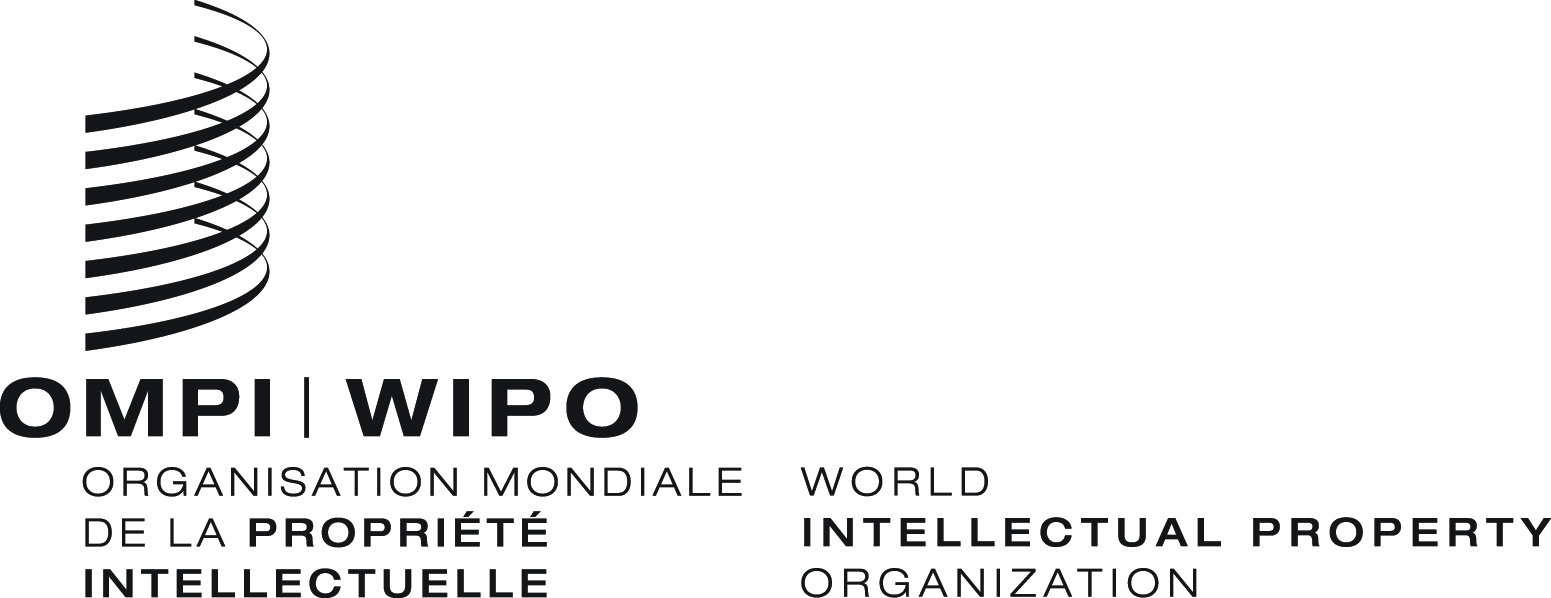 OMPI | WIPO
ORGANISATION MONDIALE
DE LA PROPRIÉTÉ
INTELLECTUELLE
WORLD
INTELLECTUAL PROPERTY
ORGANIZATION